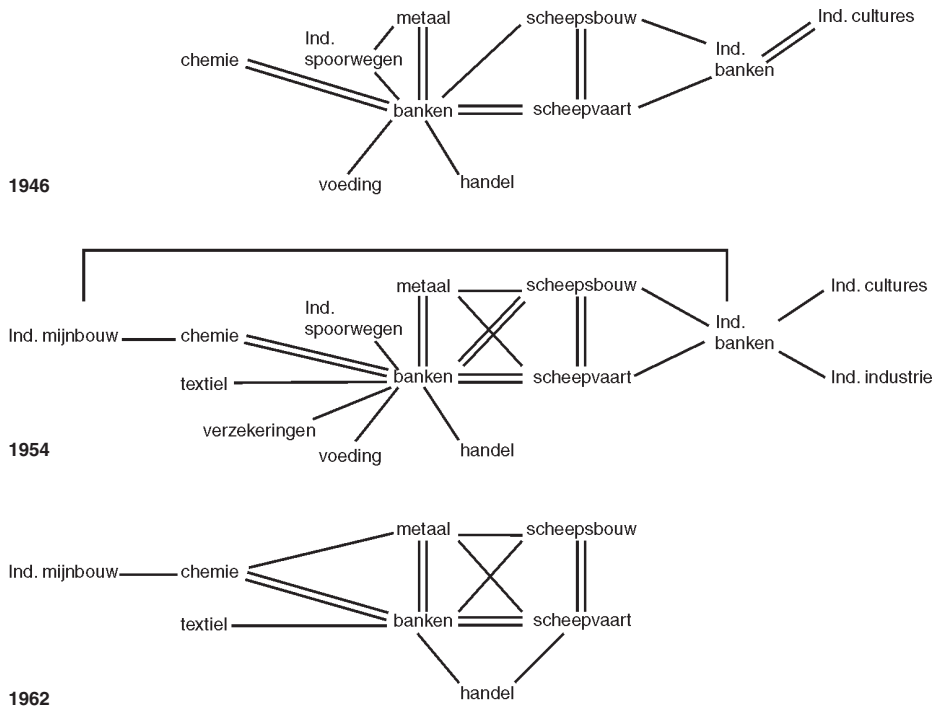 metaal
scheepsbouw
Ind. cultures
Ind.
spoorwegen
Ind.
banken
chemie
banken
scheepvaart
voeding
handel
1946
metaal
scheepsbouw
Ind. cultures
Ind.
spoorwegen
Ind.
banken
Ind. mijnbouw
chemie
textiel
banken
scheepvaart
Ind. industrie
verzekeringen
voeding
handel
1954
metaal
scheepsbouw
Ind. mijnbouw
chemie
textiel
banken
scheepvaart
handel
1962